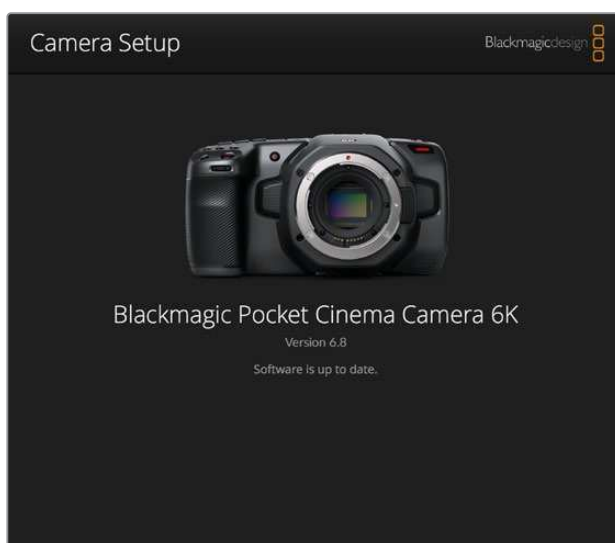 Camera Setup
Blackmagicdesign
Blackmagic Pocket Cinema Camera 6K
Version 6.8
Software is up to date.